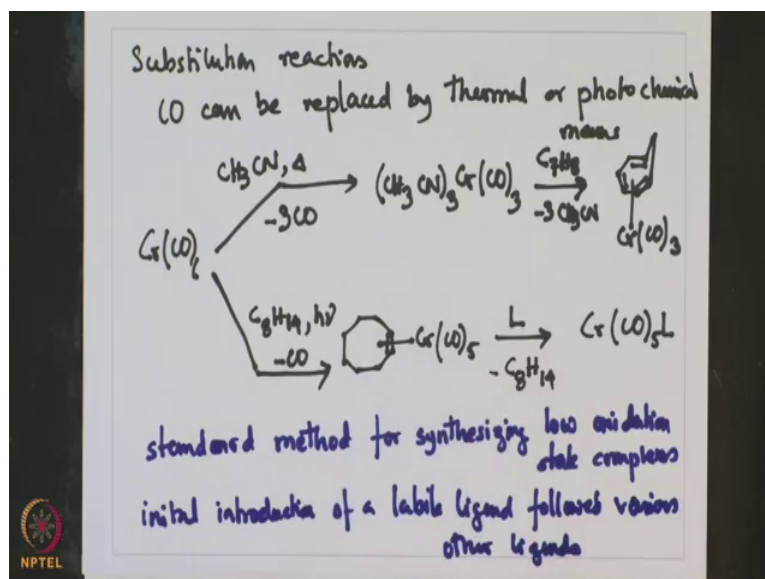 Substitution reactions
CO can be replaced by thermal or photochemical
means
CH3CN, Δ
-3CO
(CH3CN)3Cr(CO)3
C7H8
-3CH3CN
Cr(CO)3
Cr(CO)6
C8H14, hν
-CO
Cr(CO)5
L
-C8H14
Cr(CO)5L
standard method for synthesizing low oxidation
state complexes
initial introduction of a labile ligand followed various
other ligands
NPTEL